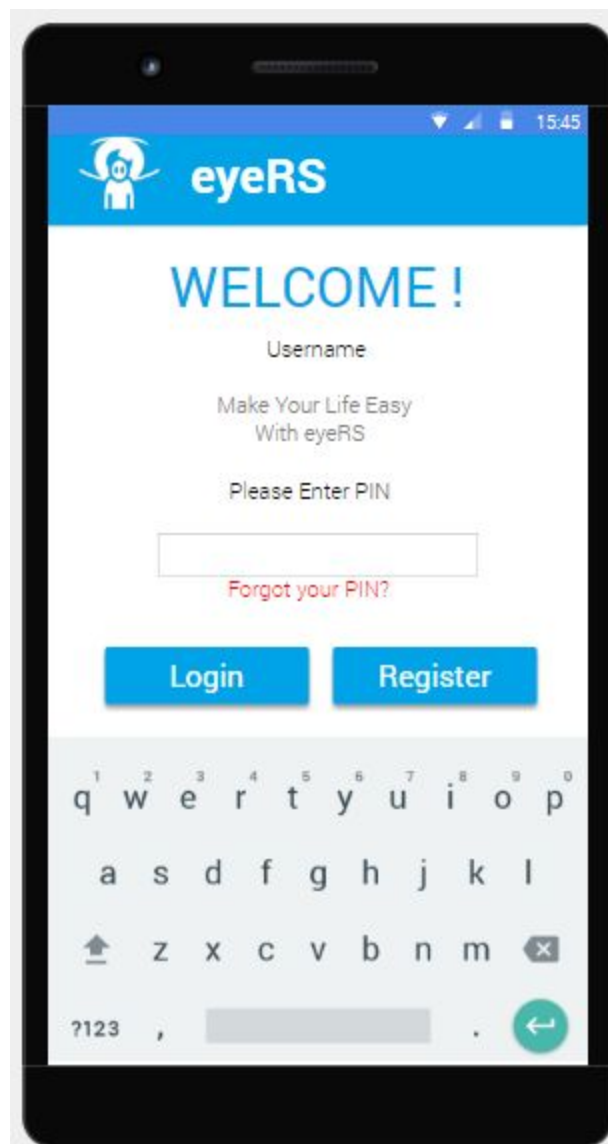 15:45
eyeRS
WELCOME !
Username
Make Your Life Easy
With eyeRS
Please Enter PIN
Forgot your PIN?
Login Register
1 2 3 4 5 6 7 8 9 0
q w e r t y u i o p
a s d f g h j k l
z x c v b n m
?123 , .